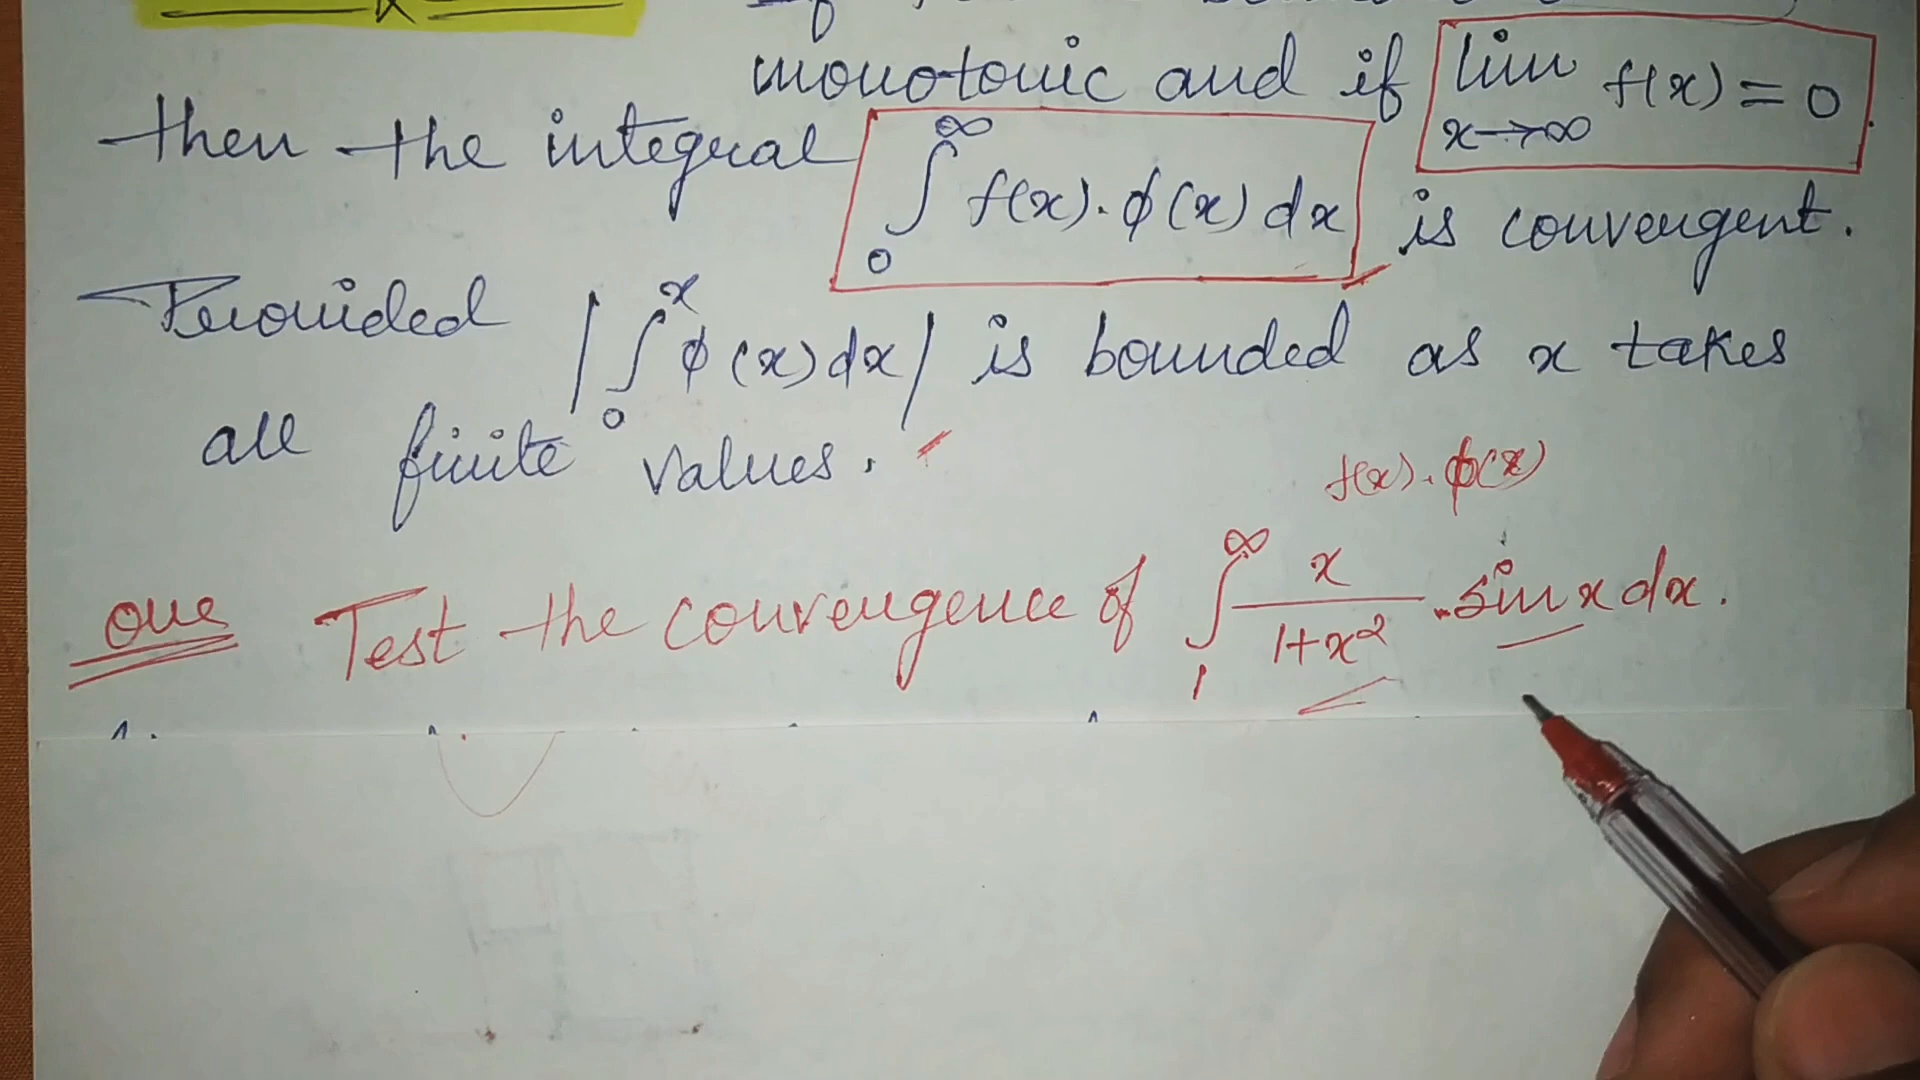 monotonic and if lim x→∞ f(x) = 0.
then the integral ∫₀^∞ f(x). ϕ(x) dx is convergent.
Provided |∫₀^x ϕ(x) dx| is bounded as x takes
all finite values.
f(x). ϕ(x)
Que Test the convergence of ∫₁^∞ x/(1+x²) . sin x dx.